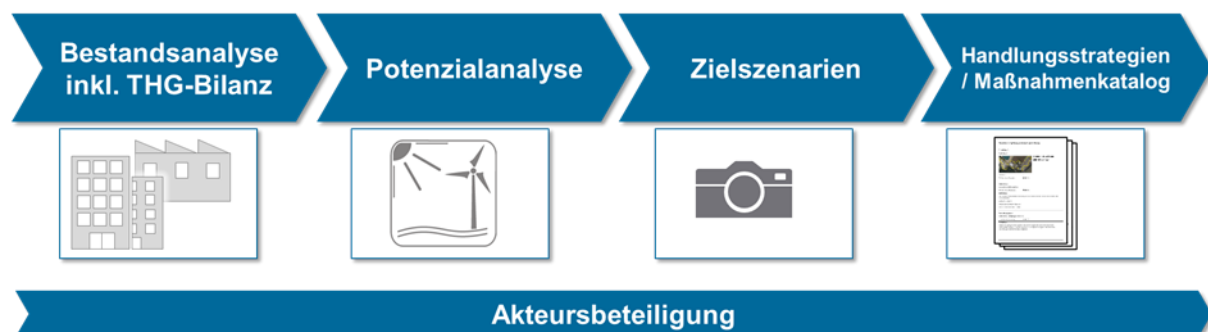 Bestandsanalyse
inkl. THG-Bilanz
Potenzialanalyse
Zielszenarien
Handlungsstrategien
/ Maßnahmenkatalog
Akteursbeteiligung